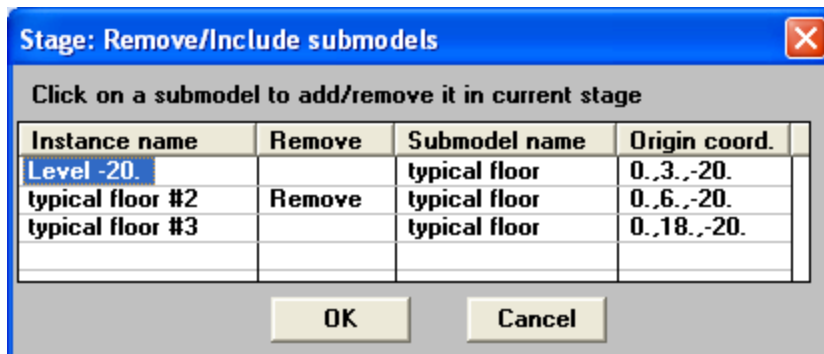 Stage: Remove/Include submodels
Click on a submodel to add/remove it in current stage
Instance name Remove Submodel name Origin coord.
Level -20. typical floor 0.,3.,-20.
typical floor #2 Remove typical floor 0.,6.,-20.
typical floor #3 typical floor 0.,18.,-20.
OK Cancel